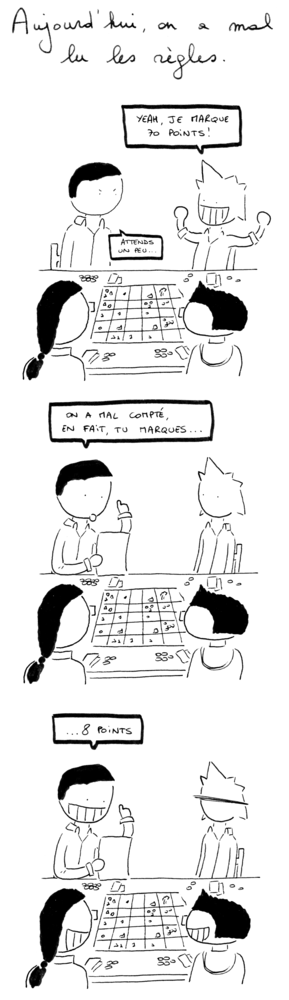 Aujourd'hui, on a mal
lu les règles.
YEAH, JE MARQUE
70 POINTS!
ATTENDS
UN PEU...
ON A MAL COMPTÉ,
EN FAIT, TU MARQUES...
...8 POINTS